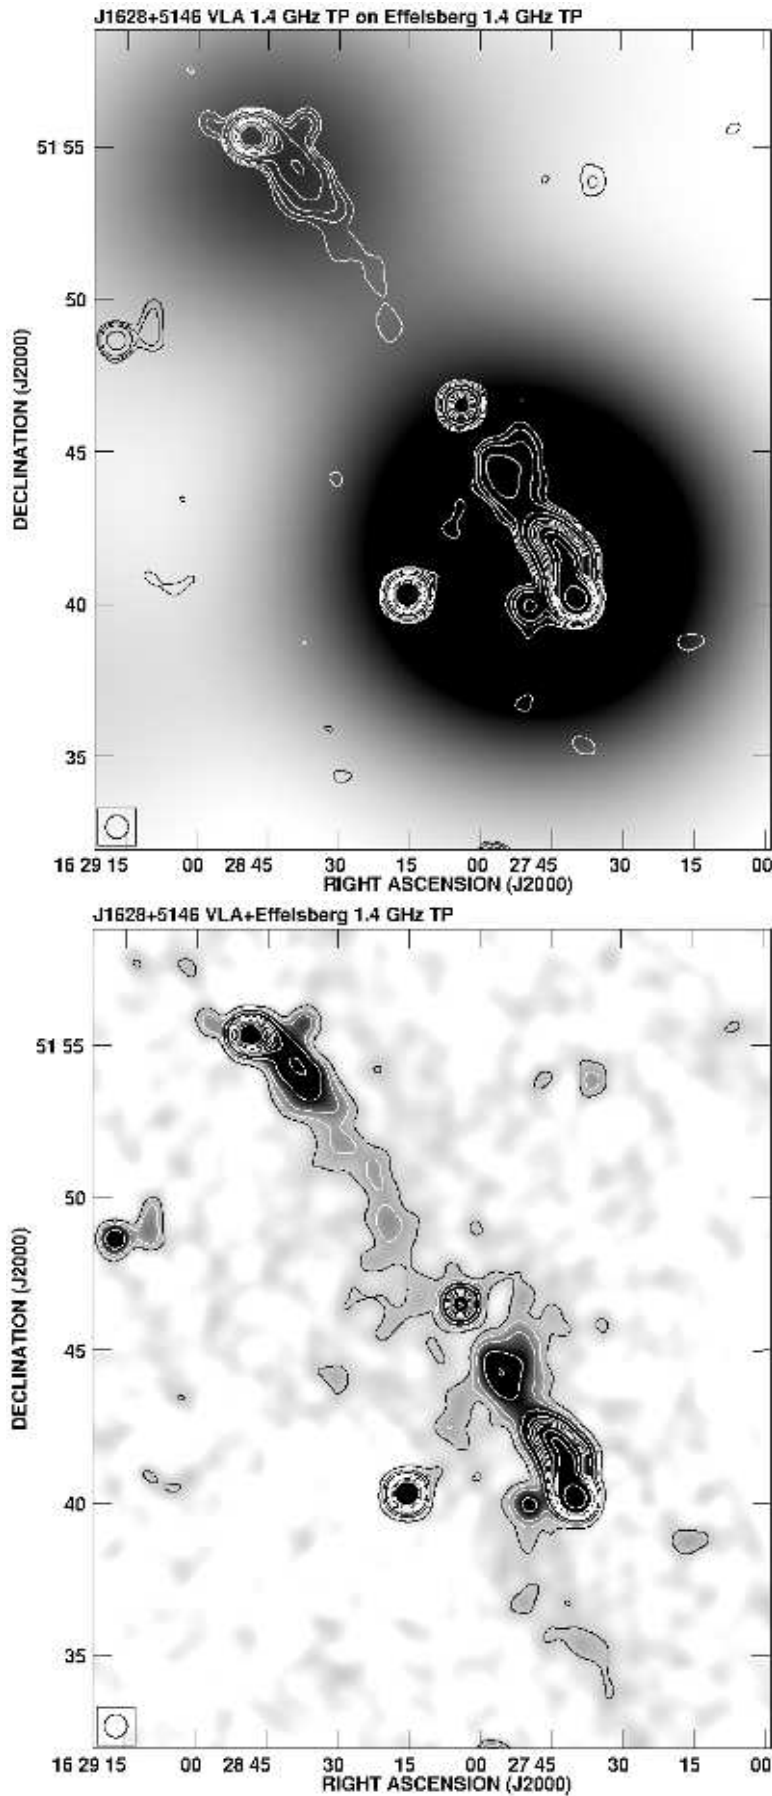 J1628+5146 VLA 1.4 GHz TP on Effelsberg 1.4 GHz TP
51 55
50
DECLINATION (J2000)
45
40
35
16 29 15 00 28 45 30 15 00 27 45 30 15 00
RIGHT ASCENSION (J2000)
J1628+5146 VLA+Effelsberg 1.4 GHz TP
51 55
50
DECLINATION (J2000)
45
40
35
16 29 15 00 28 45 30 15 00 27 45 30 15 00
RIGHT ASCENSION (J2000)